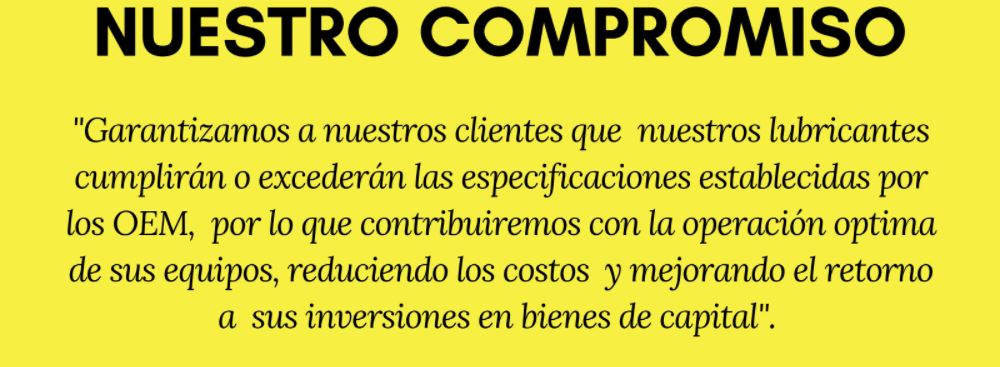 NUESTRO COMPROMISO
"Garantizamos a nuestros clientes que  nuestros lubricantes
cumplirán o excederán las especificaciones establecidas por
los OEM,  por lo que contribuiremos con la operación optima
de sus equipos, reduciendo los costos  y mejorando el retorno
a  sus inversiones en bienes de capital".